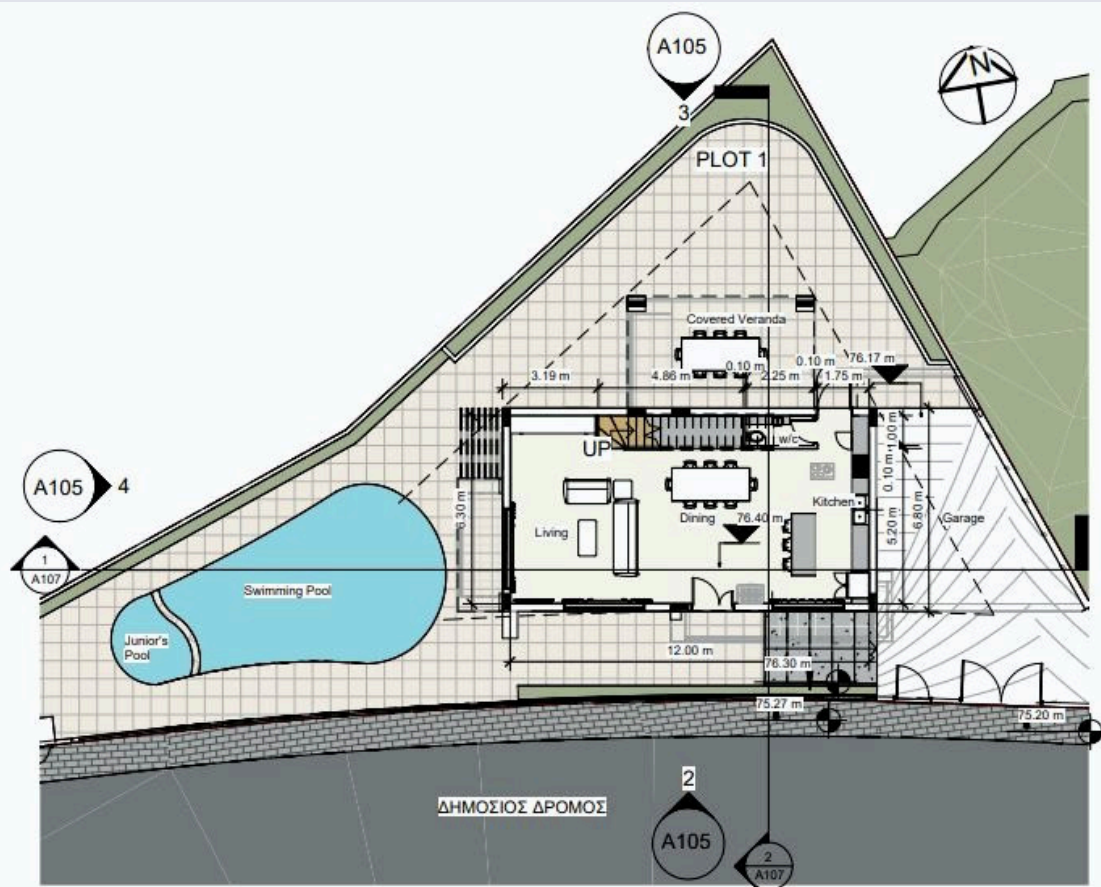 A105
3
N
PLOT 1
Covered Veranda
3.19 m
4.86 m
0.10 m
2.25 m
0.10 m
1.75 m
76.17 m
UP
w/c
1.00 m
0.10 m
5.20 m
6.80 m
6.30 m
Living
Dining
76.40 m
Kitchen
Garage
A105
4
1
A107
Swimming Pool
Junior's
Pool
12.00 m
76.30 m
75.27 m
75.20 m
ΔΗΜΟΣΙΟΣ ΔΡΟΜΟΣ
2
A105
2
A107